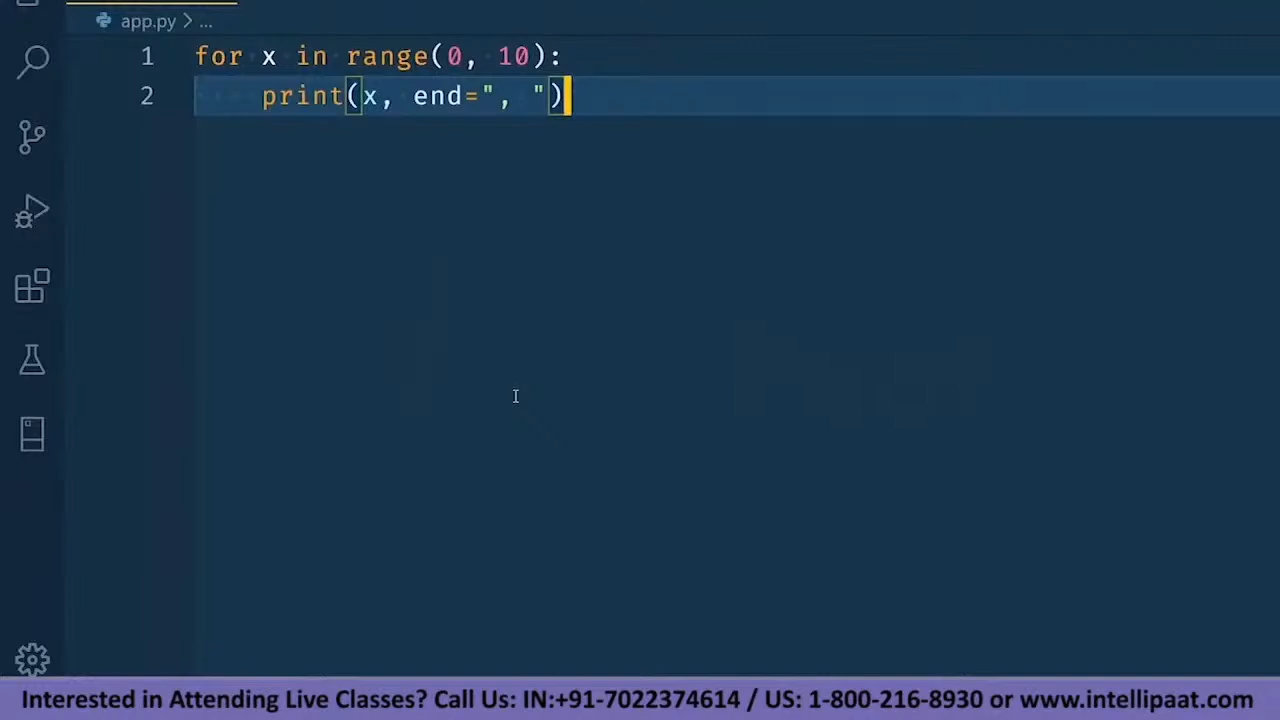 app.py > ...
1 for x in range(0, 10):
2     print(x, end=", ")
Interested in Attending Live Classes? Call Us: IN:+91-7022374614 / US: 1-800-216-8930 or www.intellipaat.com